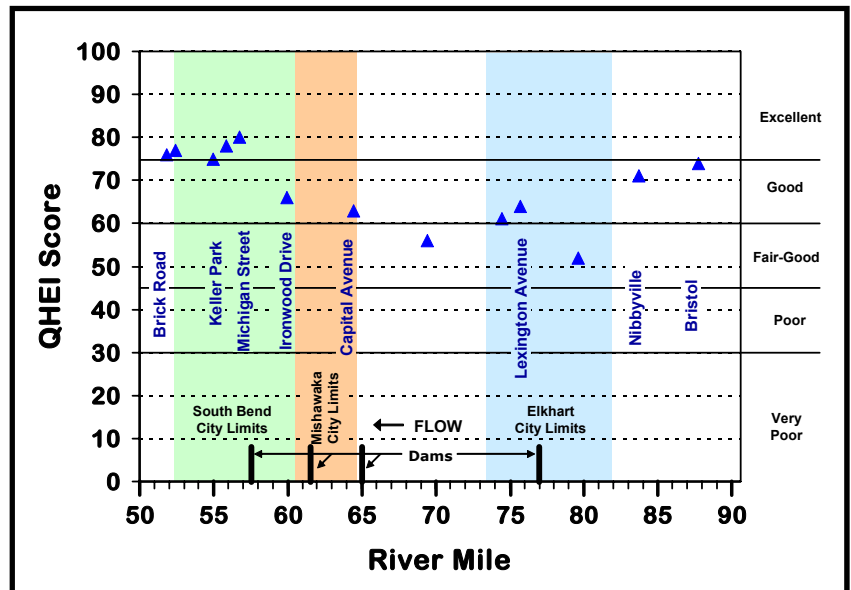 QHEI Score
100
90
80
70
60
50
40
30
20
10
0
Excellent
Good
Fair-Good
Poor
Very
Poor
Brick Road
Keller Park
Michigan Street
Ironwood Drive
Capital Avenue
Lexington Avenue
Nibbyville
Bristol
South Bend
City Limits
Mishawaka
City Limits
FLOW
Elkhart
City Limits
Dams
50
55
60
65
70
75
80
85
90
River Mile